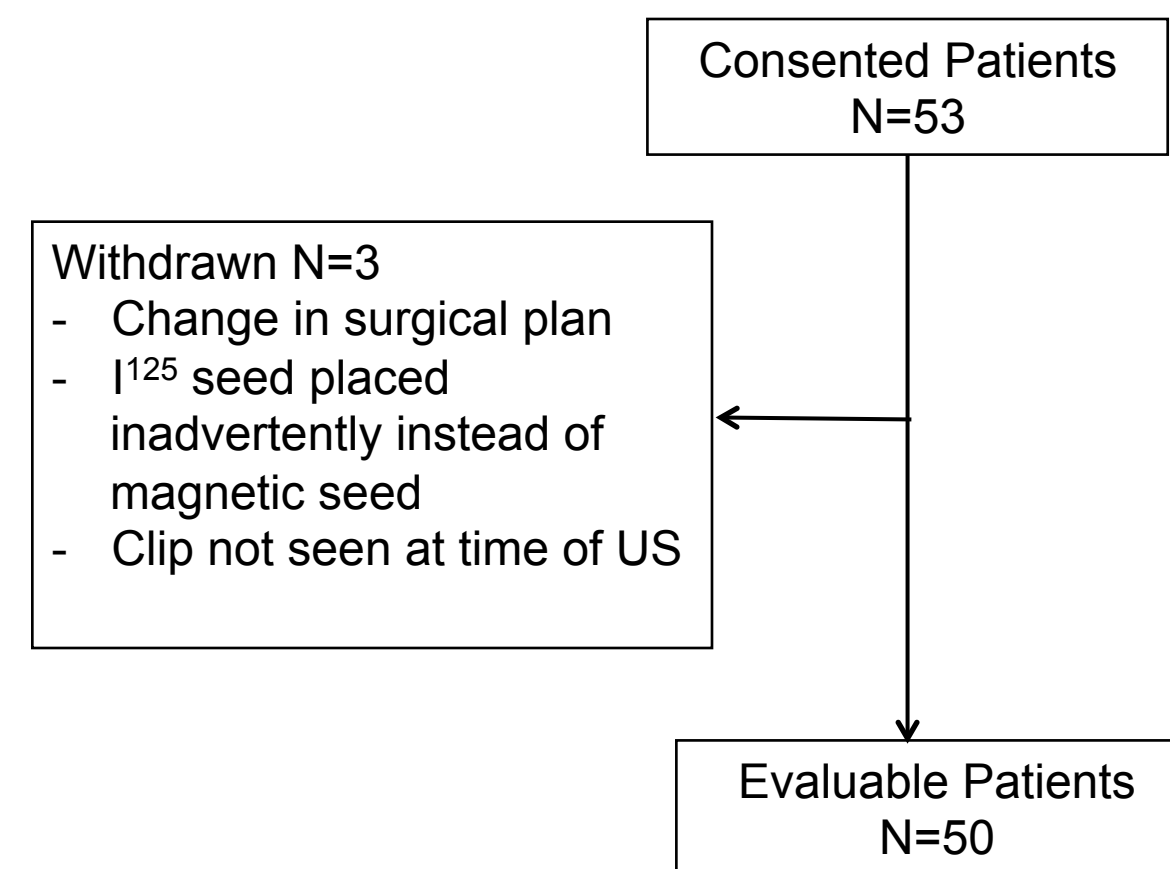 Consented Patients
N=53
Withdrawn N=3
- Change in surgical plan
- I¹²⁵ seed placed
inadvertently instead of
magnetic seed
- Clip not seen at time of US
Evaluable Patients
N=50